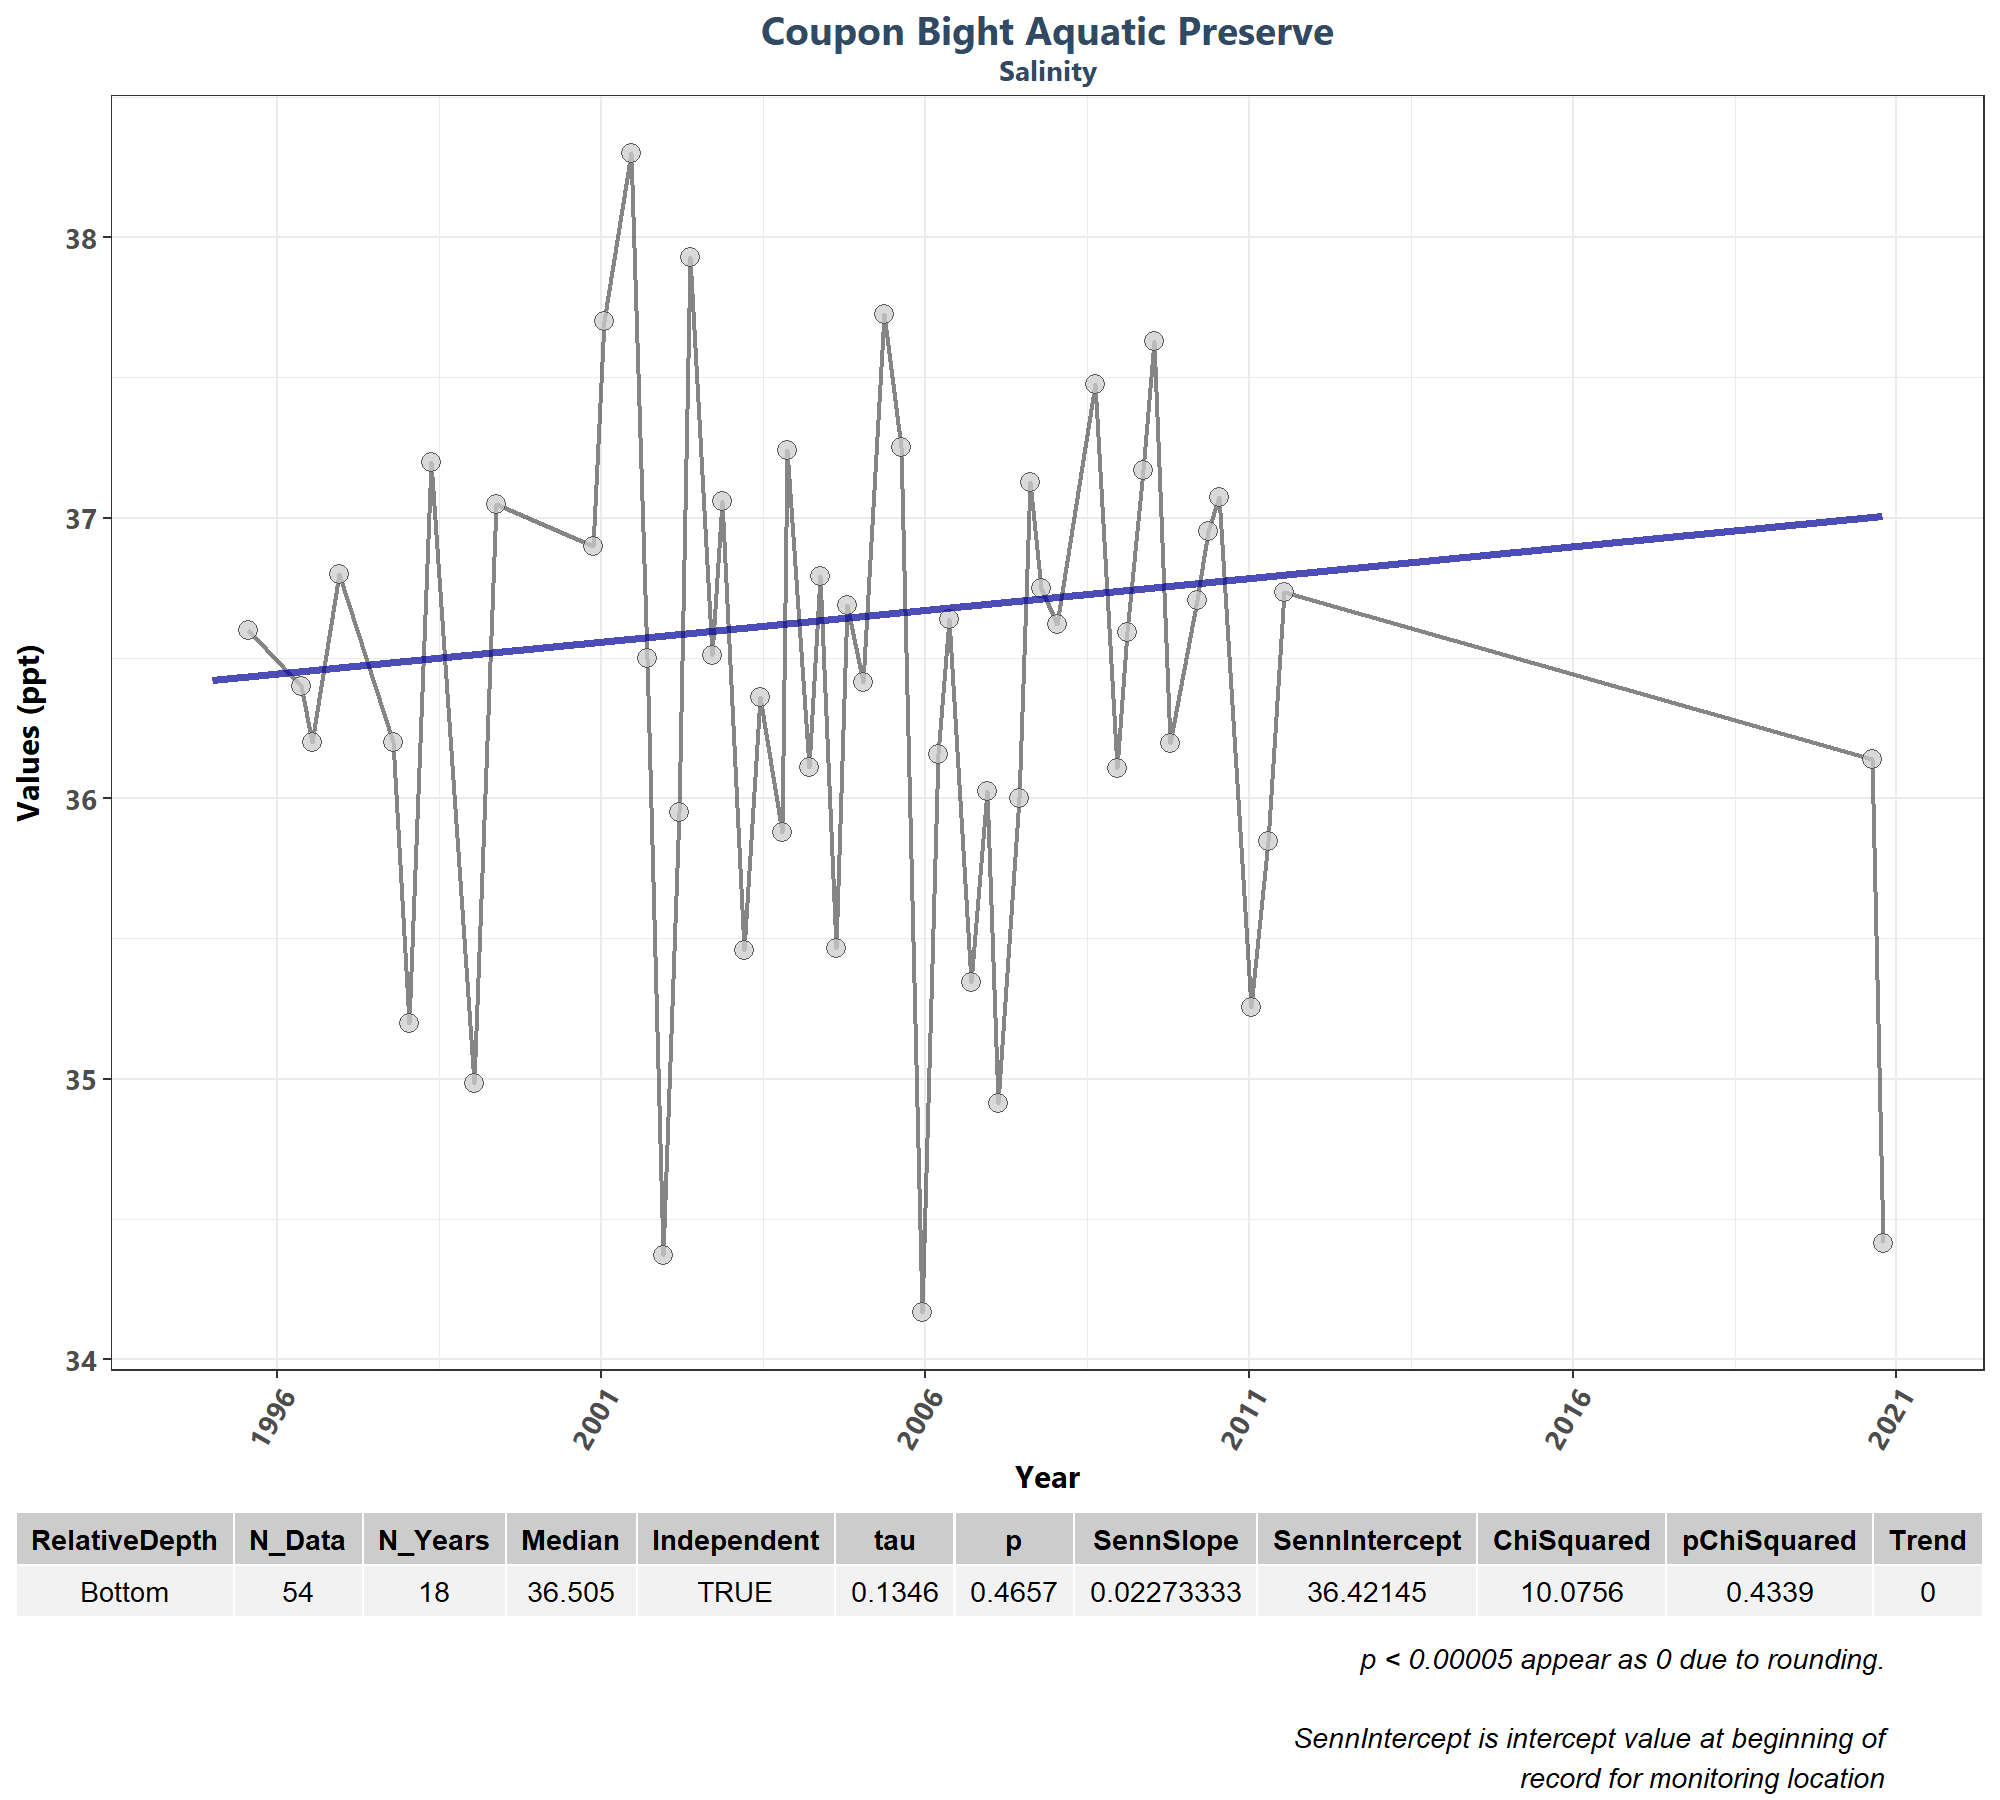 Coupon Bight Aquatic Preserve
Salinity
Values (ppt)
38
37
36
35
34
1996
2001
2006
2011
2016
2021
Year
RelativeDepth N_Data N_Years Median Independent tau p SennSlope SennIntercept ChiSquared pChiSquared Trend
Bottom 54 18 36.505 TRUE 0.1346 0.4657 0.02273333 36.42145 10.0756 0.4339 0
p < 0.00005 appear as 0 due to rounding.
SennIntercept is intercept value at beginning of
record for monitoring location